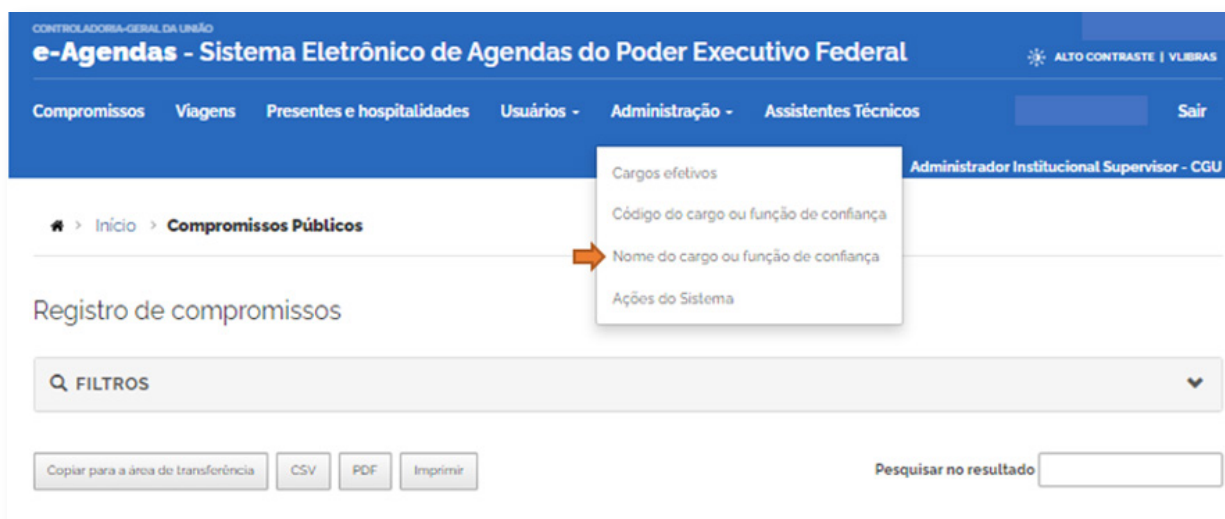 CONTROLADORIA-GERAL DA UNIÃO
e-Agendas - Sistema Eletrônico de Agendas do Poder Executivo Federal
ALTO CONTRASTE | VLIBRAS
Compromissos Viagens Presentes e hospitalidades Usuários - Administração - Assistentes Técnicos Sair
Administrador Institucional Supervisor - CGU
Cargos efetivos
Código do cargo ou função de confiança
Nome do cargo ou função de confiança
Ações do Sistema
> Início > Compromissos Públicos
Registro de compromissos
FILTROS
Copiar para a área de transferência CSV PDF Imprimir Pesquisar no resultado